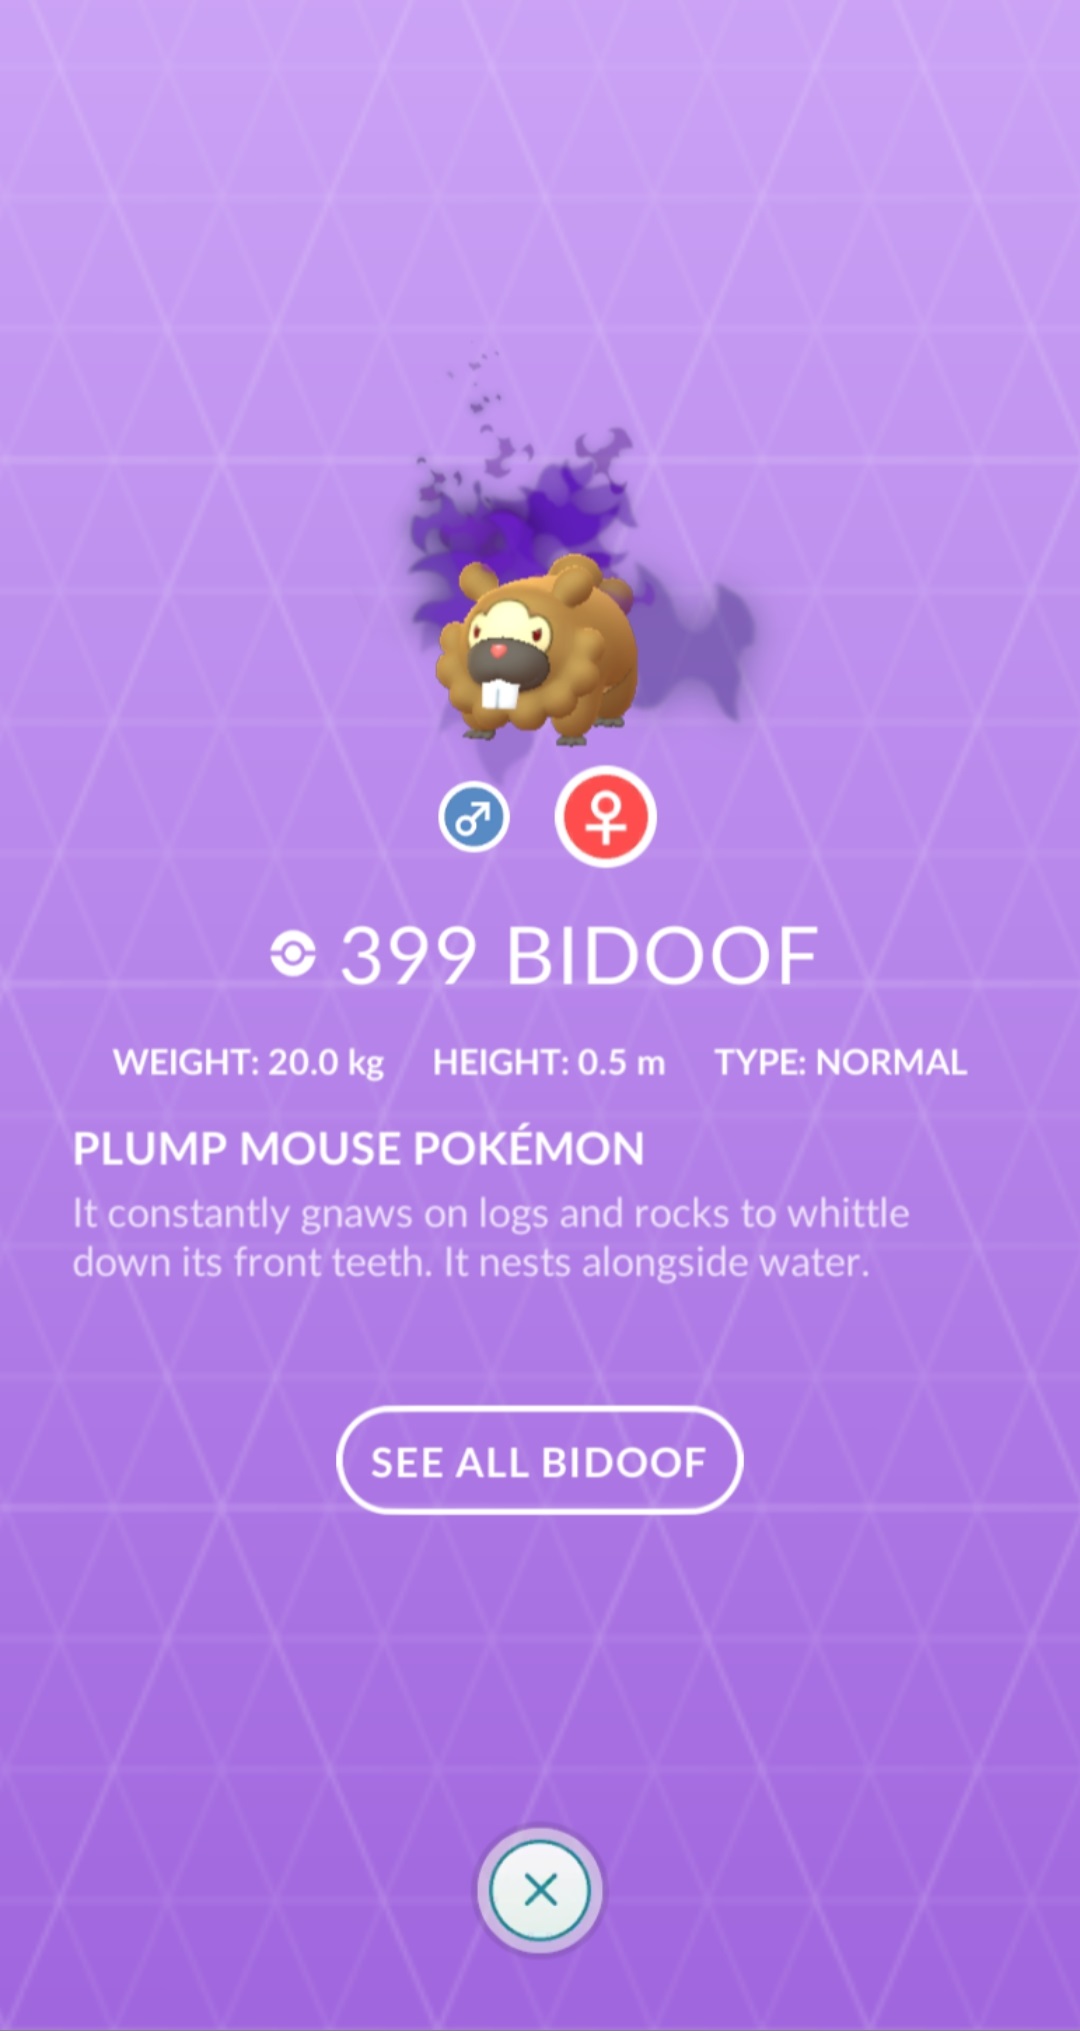 399 BIDOOF
WEIGHT: 20.0 kg HEIGHT: 0.5 m TYPE: NORMAL
PLUMP MOUSE POKÉMON
It constantly gnaws on logs and rocks to whittle
down its front teeth. It nests alongside water.
SEE ALL BIDOOF